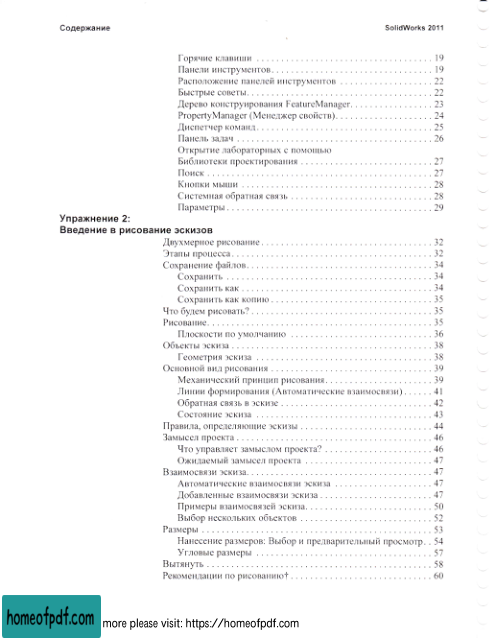 Содержание SolidWorks 2011
Горячие клавиши . . . . . . . . . . . . . . . . . . . . 19
Панели инструментов. . . . . . . . . . . . . . . . . . . . 19
Расположение панелей инструментов . . . . . . . . . . . . . . . 22
Быстрые советы. . . . . . . . . . . . . . . . . . . . 22
Дерево конструирования FeatureManager. . . . . . . . . . . . . . . 23
PropertyManager (Менеджер свойств). . . . . . . . . . . . . . . 24
Диспетчер команд. . . . . . . . . . . . . . . . . . . . 25
Панель задач . . . . . . . . . . . . . . . . . . . . 26
Открытие лабораторных с помощью
Библиотеки проектирования . . . . . . . . . . . . . . . . . . . . 27
Поиск . . . . . . . . . . . . . . . . . . . . 27
Кнопки мыши . . . . . . . . . . . . . . . . . . . . 28
Системная обратная связь . . . . . . . . . . . . . . . . . . . . 28
Параметры. . . . . . . . . . . . . . . . . . . . 29
Упражнение 2:
Введение в рисование эскизов
Двухмерное рисование. . . . . . . . . . . . . . . . . . . . 32
Этапы процесса. . . . . . . . . . . . . . . . . . . . 32
Сохранение файлов. . . . . . . . . . . . . . . . . . . . 34
Сохранить . . . . . . . . . . . . . . . . . . . . 34
Сохранить как . . . . . . . . . . . . . . . . . . . . 34
Сохранить как копию. . . . . . . . . . . . . . . . . . . . 35
Что будем рисовать? . . . . . . . . . . . . . . . . . . . . 35
Рисование. . . . . . . . . . . . . . . . . . . . 35
Плоскости по умолчанию . . . . . . . . . . . . . . . . . . . . 36
Объекты эскиза . . . . . . . . . . . . . . . . . . . . 38
Геометрия эскиза . . . . . . . . . . . . . . . . . . . . 38
Основной вид рисования . . . . . . . . . . . . . . . . . . . . 39
Механический принцип рисования. . . . . . . . . . . . . . . . 39
Линии формирования (Автоматические взаимосвязи) . . . . . . 41
Обратная связь в эскизе . . . . . . . . . . . . . . . . . . . . 42
Состояние эскиза . . . . . . . . . . . . . . . . . . . . 43
Правила, определяющие эскизы . . . . . . . . . . . . . . . . . . . . 44
Замысел проекта . . . . . . . . . . . . . . . . . . . . 46
Что управляет замыслом проекта? . . . . . . . . . . . . . . . . 46
Ожидаемый замысел проекта . . . . . . . . . . . . . . . . . . 47
Взаимосвязи эскиза. . . . . . . . . . . . . . . . . . . . 47
Автоматические взаимосвязи эскиза . . . . . . . . . . . . . . 47
Добавленные взаимосвязи эскиза . . . . . . . . . . . . . . . . 47
Примеры взаимосвязей эскиза. . . . . . . . . . . . . . . . . . 50
Выбор нескольких объектов . . . . . . . . . . . . . . . . . . . . 52
Размеры . . . . . . . . . . . . . . . . . . . . 53
Нанесение размеров: Выбор и предварительный просмотр. . 54
Угловые размеры . . . . . . . . . . . . . . . . . . . . 57
Вытянуть . . . . . . . . . . . . . . . . . . . . 58
Рекомендации по рисованию† . . . . . . . . . . . . . . . . . . . . 60
homeofpdf.com more please visit: https://homeofpdf.com